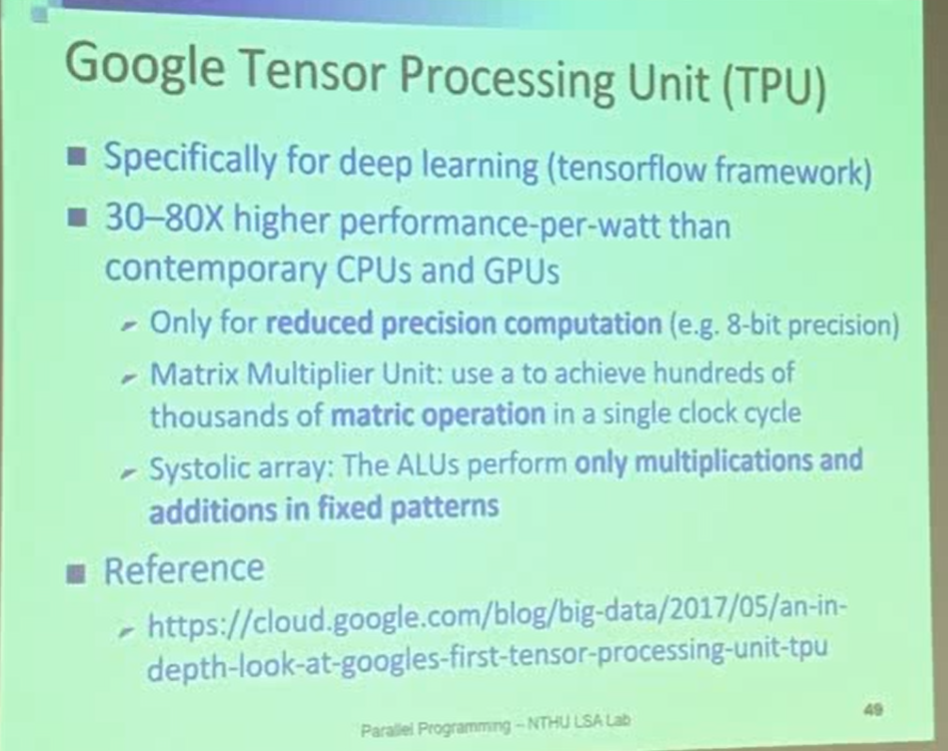 Google Tensor Processing Unit (TPU)
Specifically for deep learning (tensorflow framework)
30–80X higher performance-per-watt than
contemporary CPUs and GPUs
Only for reduced precision computation (e.g. 8-bit precision)
Matrix Multiplier Unit: use a to achieve hundreds of
thousands of matric operation in a single clock cycle
Systolic array: The ALUs perform only multiplications and
additions in fixed patterns
Reference
https://cloud.google.com/blog/big-data/2017/05/an-in-
depth-look-at-googles-first-tensor-processing-unit-tpu
Parallel Programming – NTHU LSA Lab
49